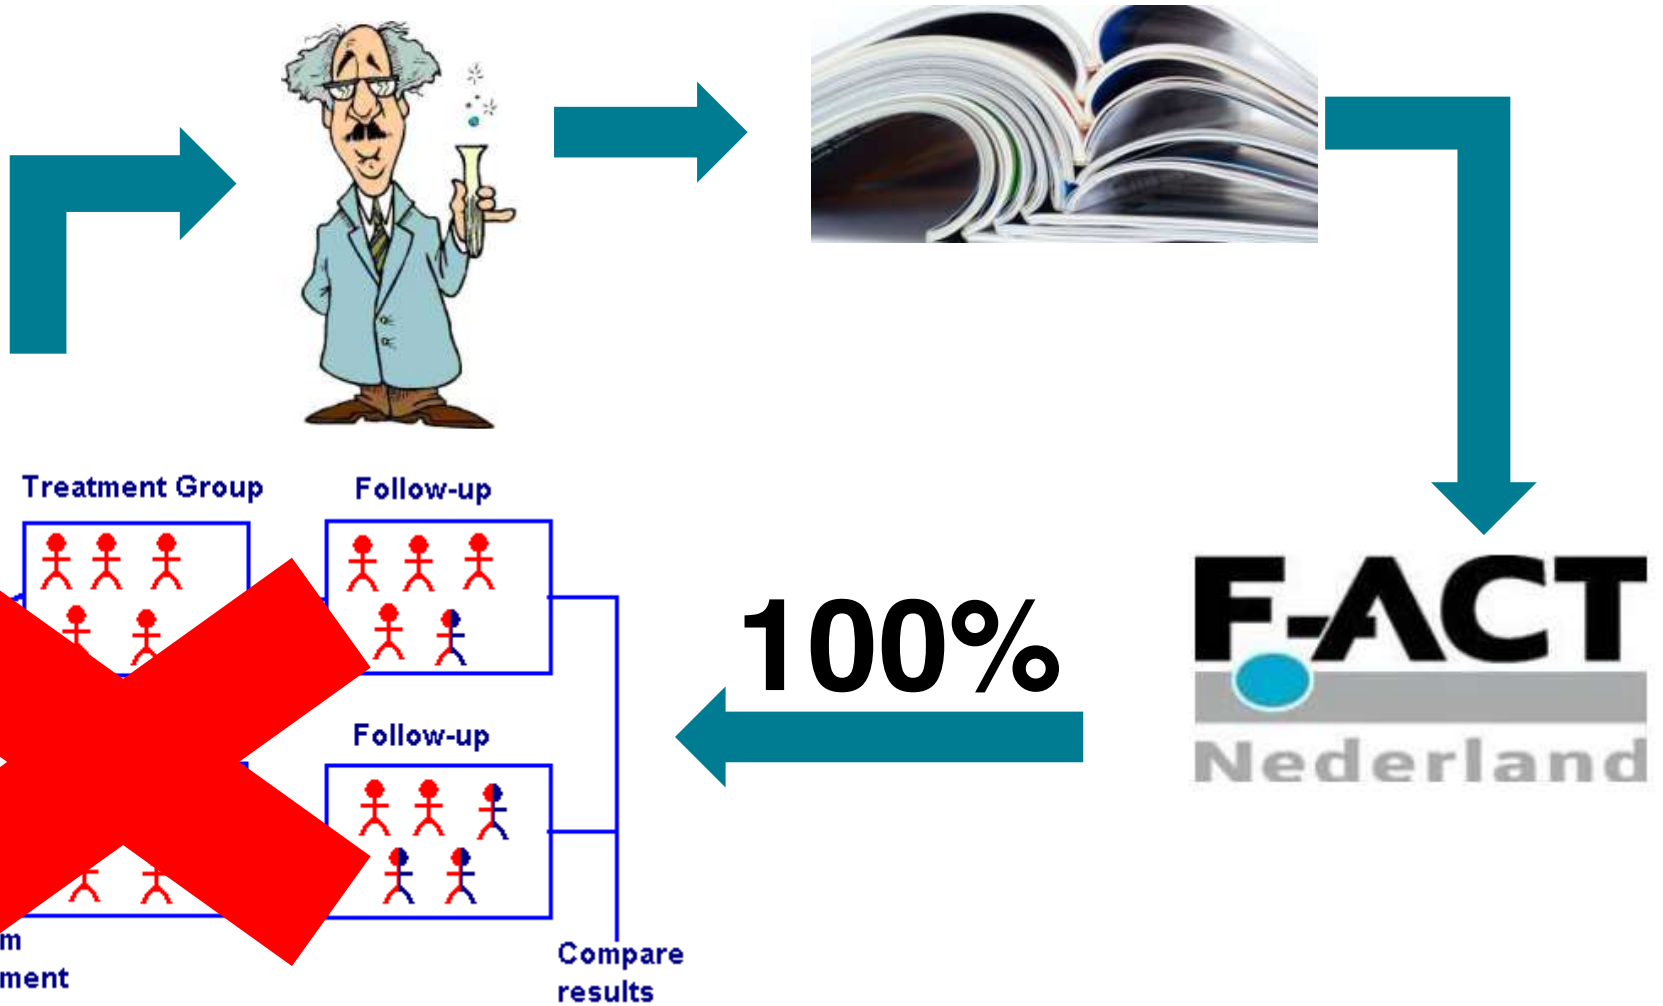 Treatment Group
Follow-up
100%
F-ACT
Nederland
Follow-up
m
ment
Compare
results